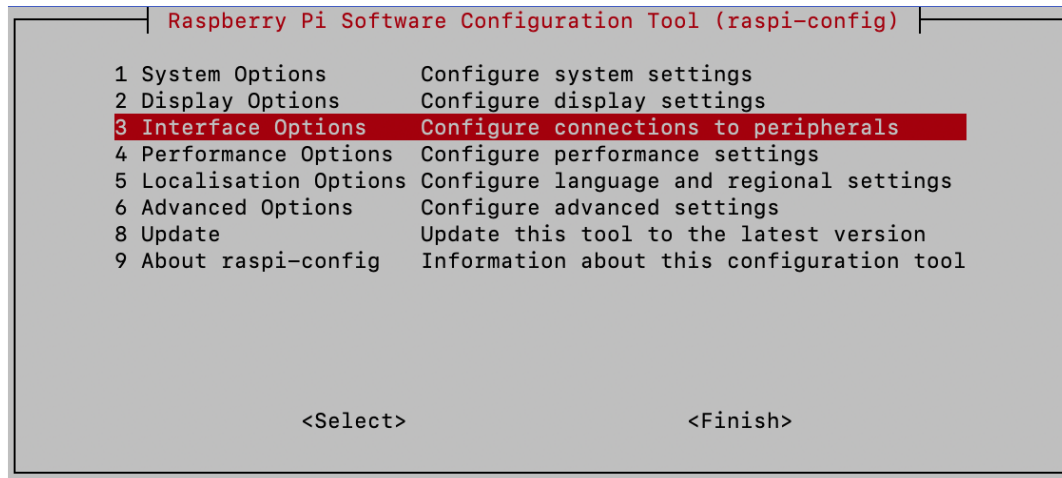 Raspberry Pi Software Configuration Tool (raspi-config)
1 System Options Configure system settings
2 Display Options Configure display settings
3 Interface Options Configure connections to peripherals
4 Performance Options Configure performance settings
5 Localisation Options Configure language and regional settings
6 Advanced Options Configure advanced settings
8 Update Update this tool to the latest version
9 About raspi-config Information about this configuration tool
<Select> <Finish>